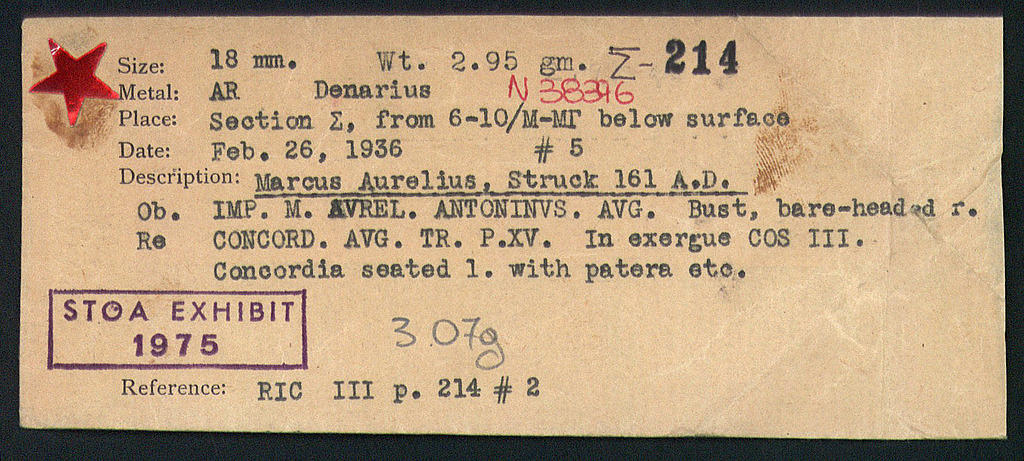 Size: 18 mm. Wt. 2.95 gm. Σ-214
Metal: AR Denarius N 38396
Place: Section Σ, from 6-10/M-MΓ below surface
Date: Feb. 26, 1936 # 5
Description: Marcus Aurelius, Struck 161 A.D.
Ob. IMP. M. AVREL. ANTONINVS. AVG. Bust, bare-headed r.
Re CONCORD. AVG. TR. P.XV. In exergue COS III.
Concordia seated l. with patera etc.
STOA EXHIBIT
1975
3 07g
Reference: RIC III p. 214 # 2